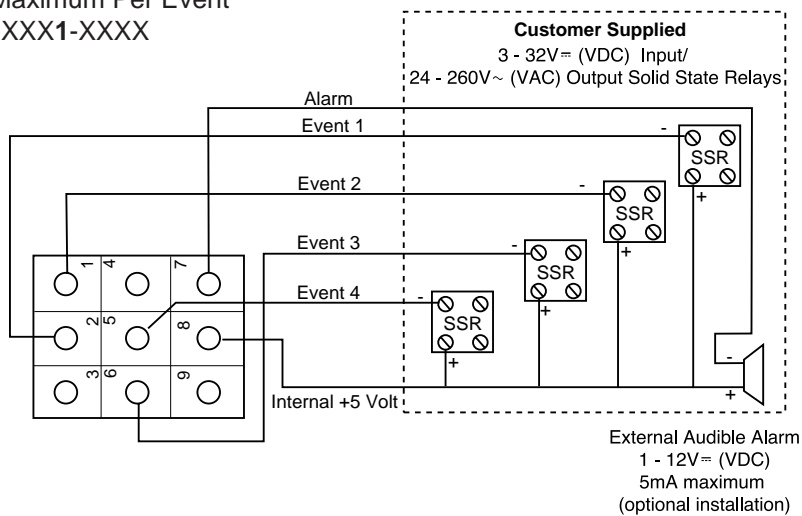 Maximum Per Event
XXX1-XXXX
Customer Supplied
3 - 32V⎓ (VDC) Input/
24 - 260V~ (VAC) Output Solid State Relays
Alarm
Event 1
Event 2
Event 3
Event 4
Internal +5 Volt
- SSR +
- SSR +
- SSR +
- SSR +
- +
1 4 7
2 5 8
3 6 9
External Audible Alarm
1 - 12V⎓ (VDC)
5mA maximum
(optional installation)